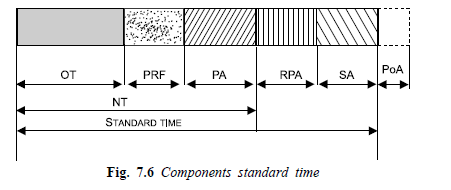 OT PRF PA RPA SA PoA
NT
STANDARD TIME
Fig. 7.6 Components standard time